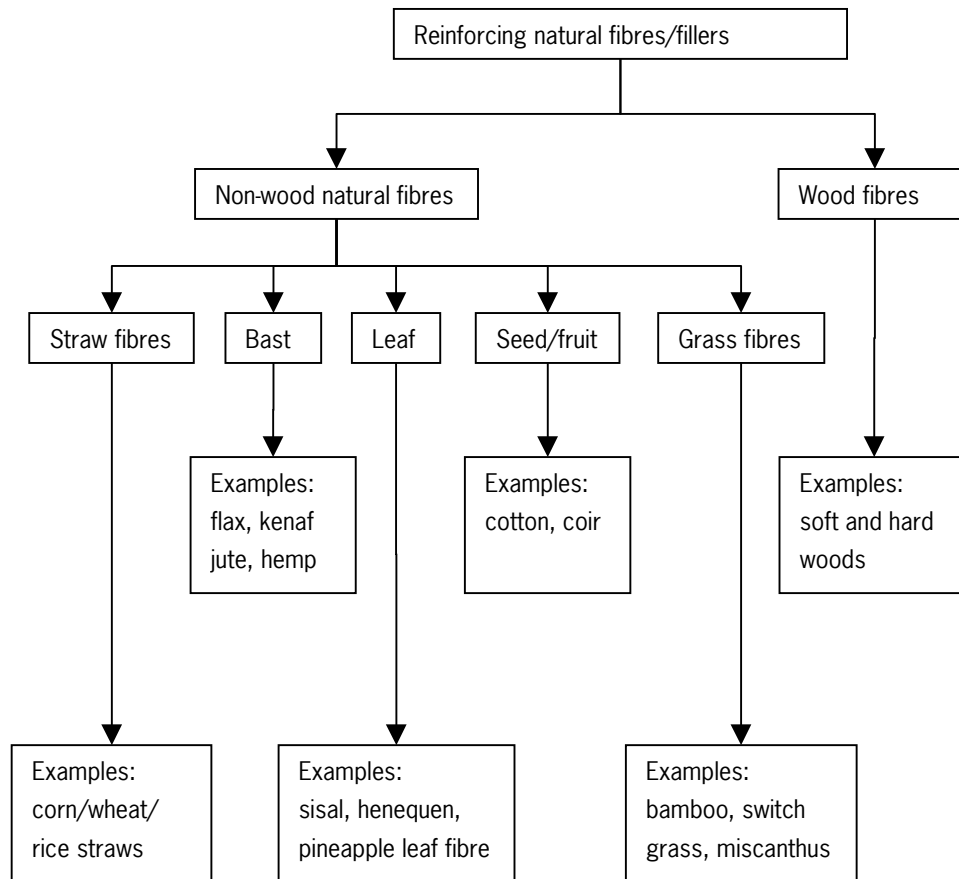 Reinforcing natural fibres/fillers
Non-wood natural fibres
Wood fibres
Straw fibres
Bast
Leaf
Seed/fruit
Grass fibres
Examples:
flax, kenaf
jute, hemp
Examples:
cotton, coir
Examples:
soft and hard
woods
Examples:
corn/wheat/
rice straws
Examples:
sisal, henequen,
pineapple leaf fibre
Examples:
bamboo, switch
grass, miscanthus